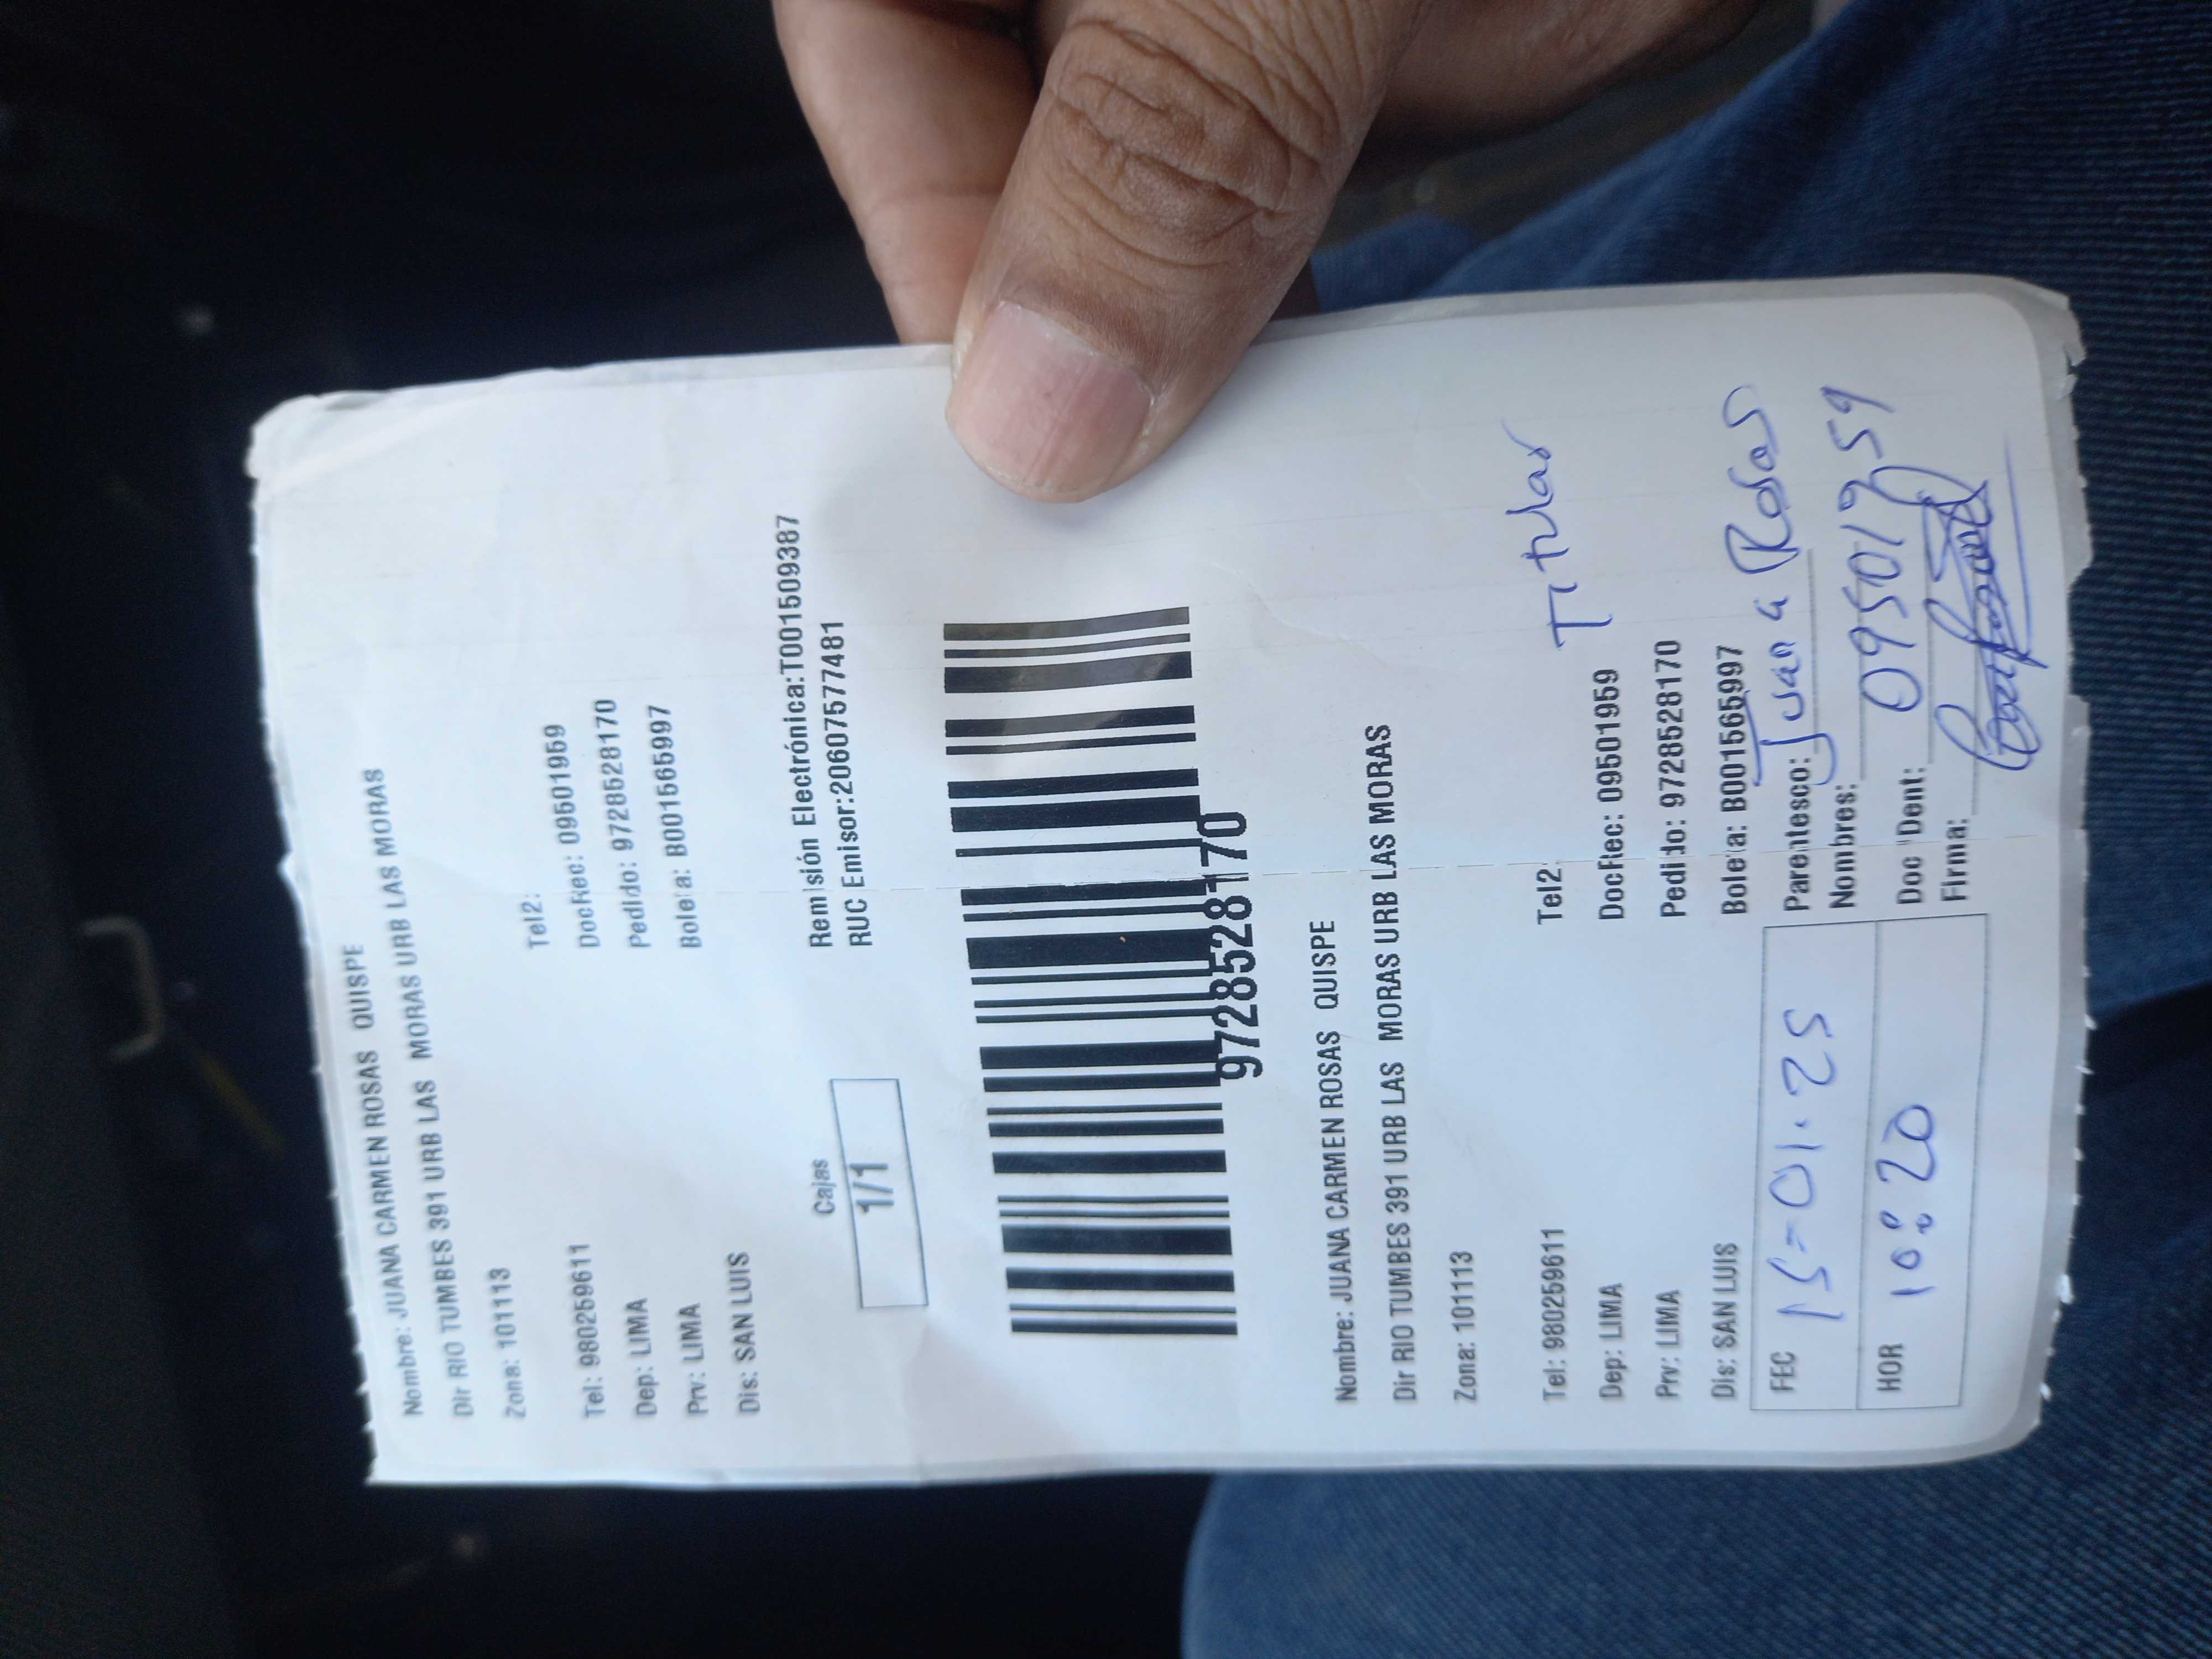 Nombre: JUANA CARMEN ROSAS QUISPE
Dir RIO TUMBES 391 URB LAS MORAS URB LAS MORAS
Zona: 101113
Tel: 980259611 Tel2:
Dep: LIMA DocRec: 09501959
Prv: LIMA Pedido: 97285528170
Dis: SAN LUIS Boleta: B001565997
Cajas
1/1
Remisión Electrónica:T001509387
RUC Emisor:20607577481
97285528170
Nombre: JUANA CARMEN ROSAS QUISPE
Dir RIO TUMBES 391 URB LAS MORAS URB LAS MORAS
Zona: 101113
Tel: 980259611 Tel2 Titular
Dep: LIMA DocRec: 09501959
Prv: LIMA Pedido: 97285528170
Dis: SAN LUIS Boleta: B001565997
FEC 15-01.25 Parentesco: Juana Rosas
Nombres:
HOR 10:20 Doc Ident: 09501959
Firma: